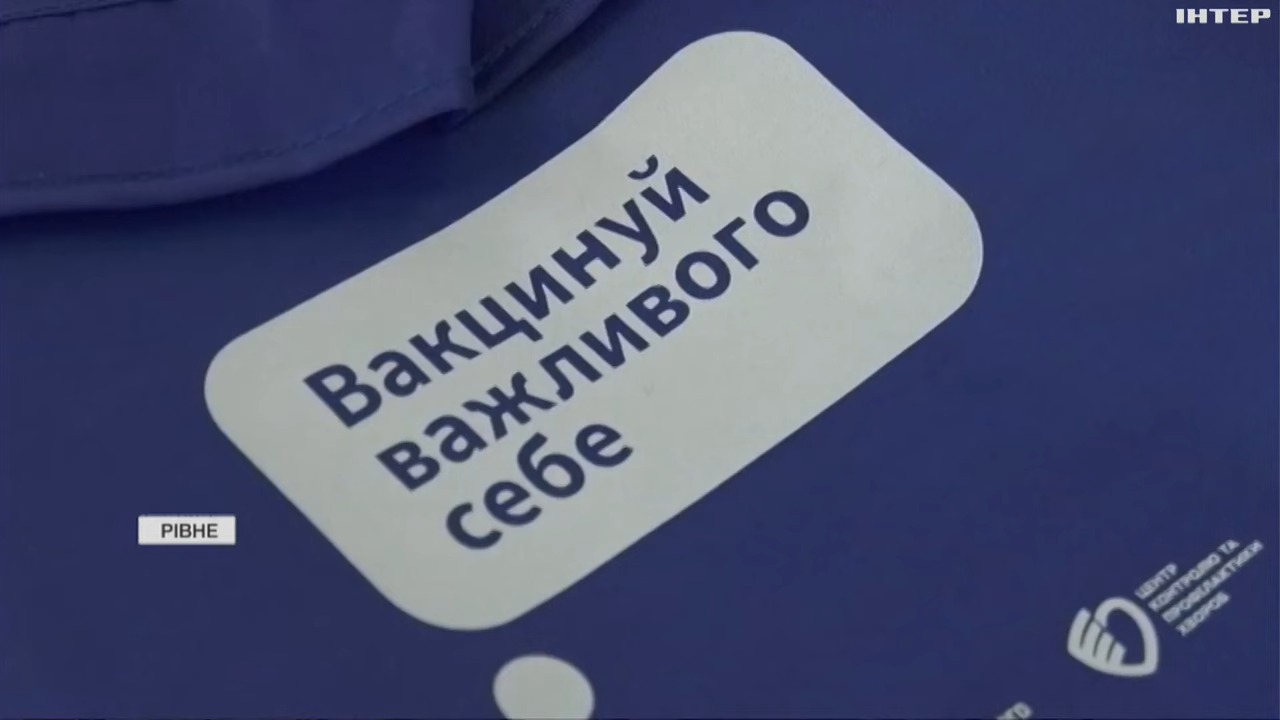 ІНТЕР
Вакцинуй
важливого
себе
РІВНЕ
ЦЕНТР
КОНТРОЛЮ ТА
ПРОФІЛАКТИКИ
ХВОРОБ